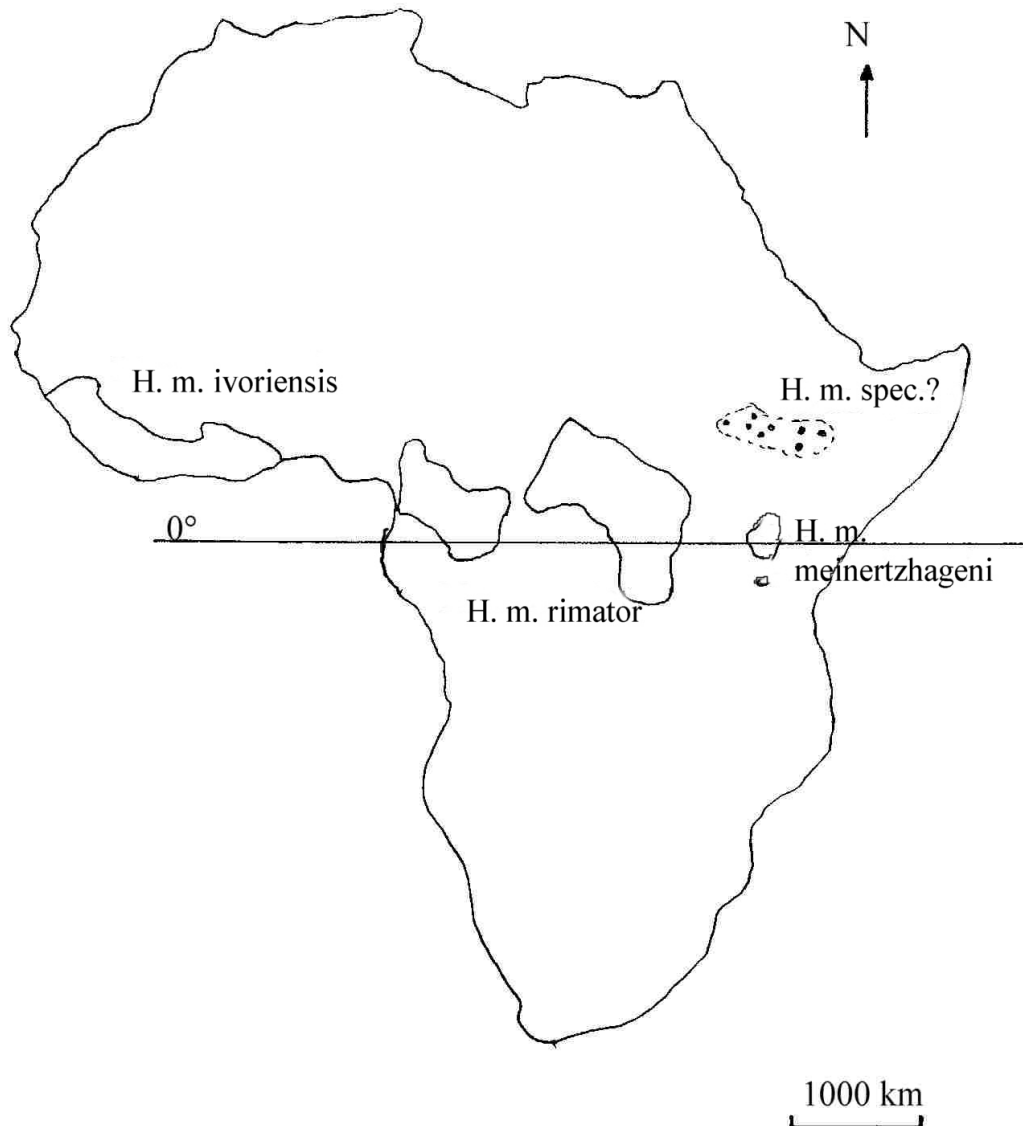 N
H. m. ivoriensis
H. m. spec.?
0°
H. m.
meinertzhageni
H. m. rimator
1000 km